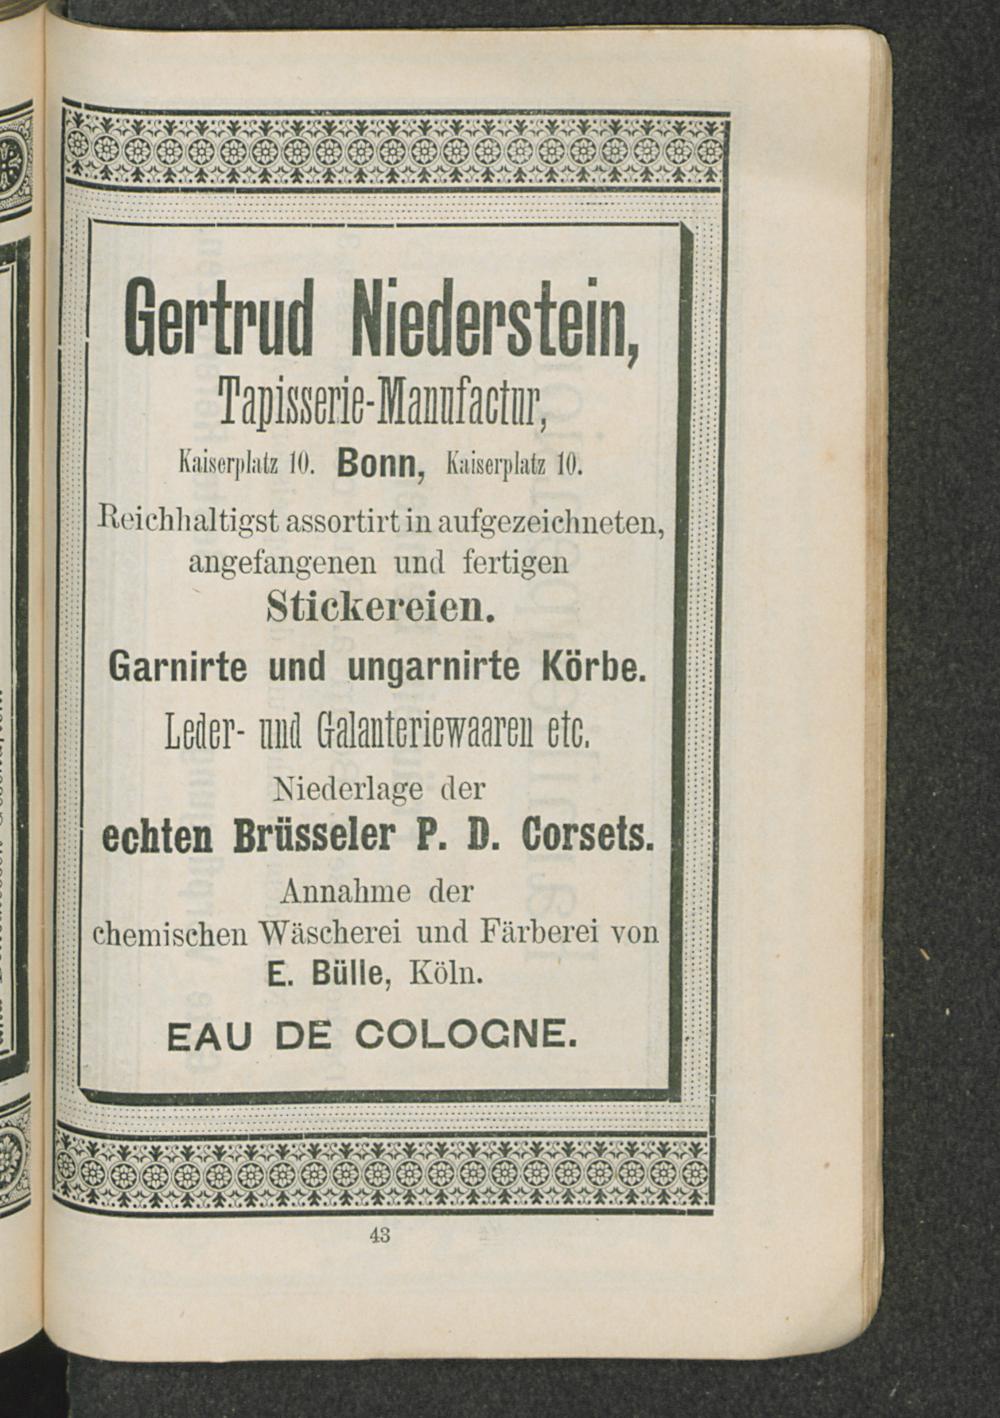 Gertrud Niederstein,
Tapisserie-Manufactur,
Kaiserplatz 10. Bonn, Kaiserplatz 10.
Reichhaltigst assortirt in aufgezeichneten,
angefangenen und fertigen
Stickereien.
Garnirte und ungarnirte Körbe.
Leder- und Galanteriewaaren etc.
Niederlage der
echten Brüsseler P. D. Corsets.
Annahme der
chemischen Wäscherei und Färberei von
E. Bülle, Köln.
EAU DE COLOGNE.
43